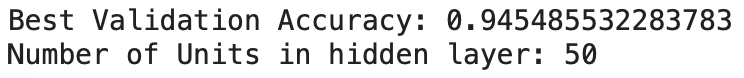 Best Validation Accuracy: 0.945485532283783
Number of Units in hidden layer: 50